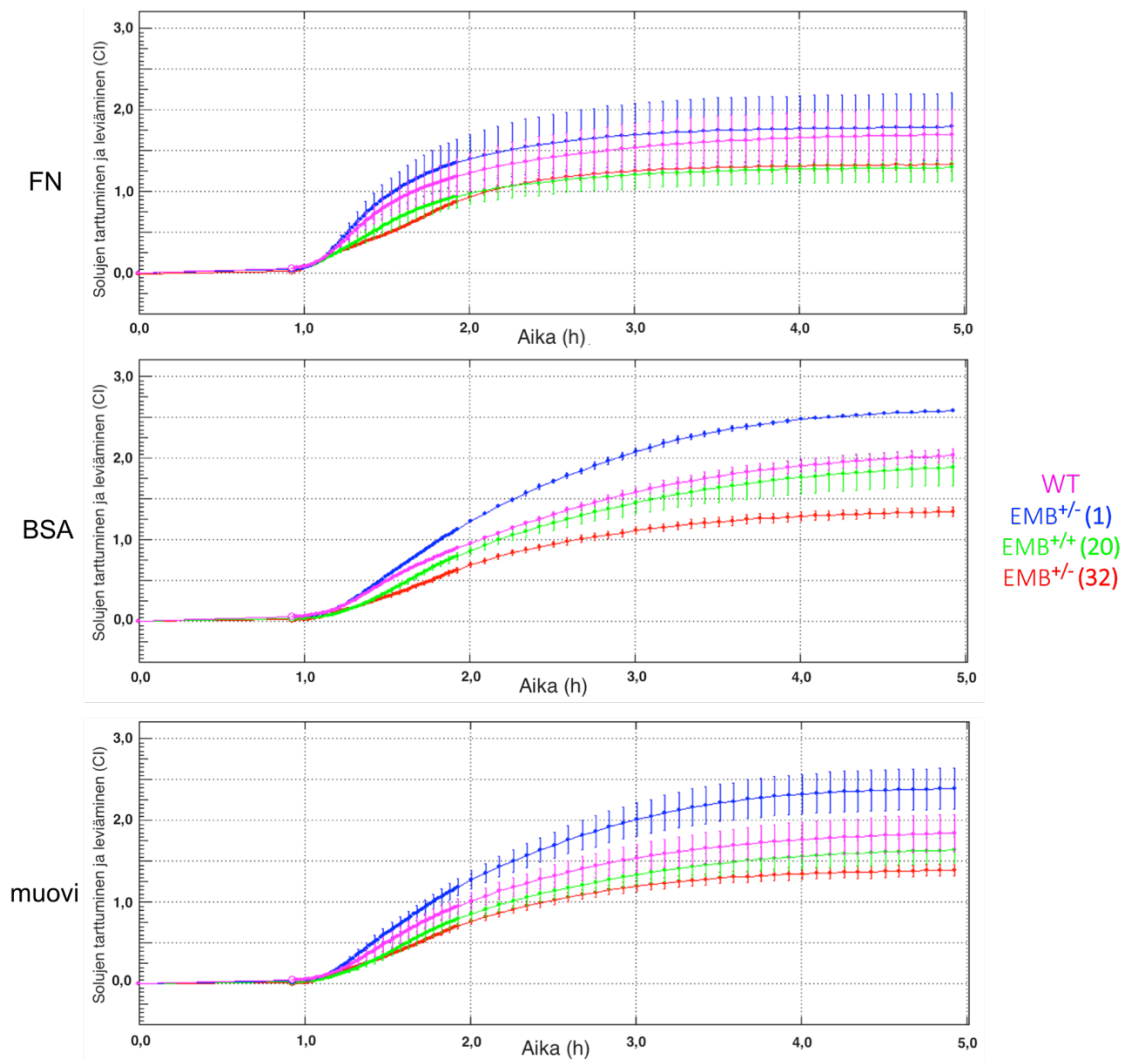 FN
Solujen tarttuminen ja leviäminen (CI)
3,0
2,0
1,0
0,0
0,0 1,0 2,0 3,0 4,0 5,0
Aika (h)
BSA
Solujen tarttuminen ja leviäminen (CI)
3,0
2,0
1,0
0,0
0,0 1,0 2,0 3,0 4,0 5,0
Aika (h)
muovi
Solujen tarttuminen ja leviäminen (CI)
3,0
2,0
1,0
0,0
0,0 1,0 2,0 3,0 4,0 5,0
Aika (h)
WT
EMB+/- (1)
EMB+/+ (20)
EMB+/- (32)